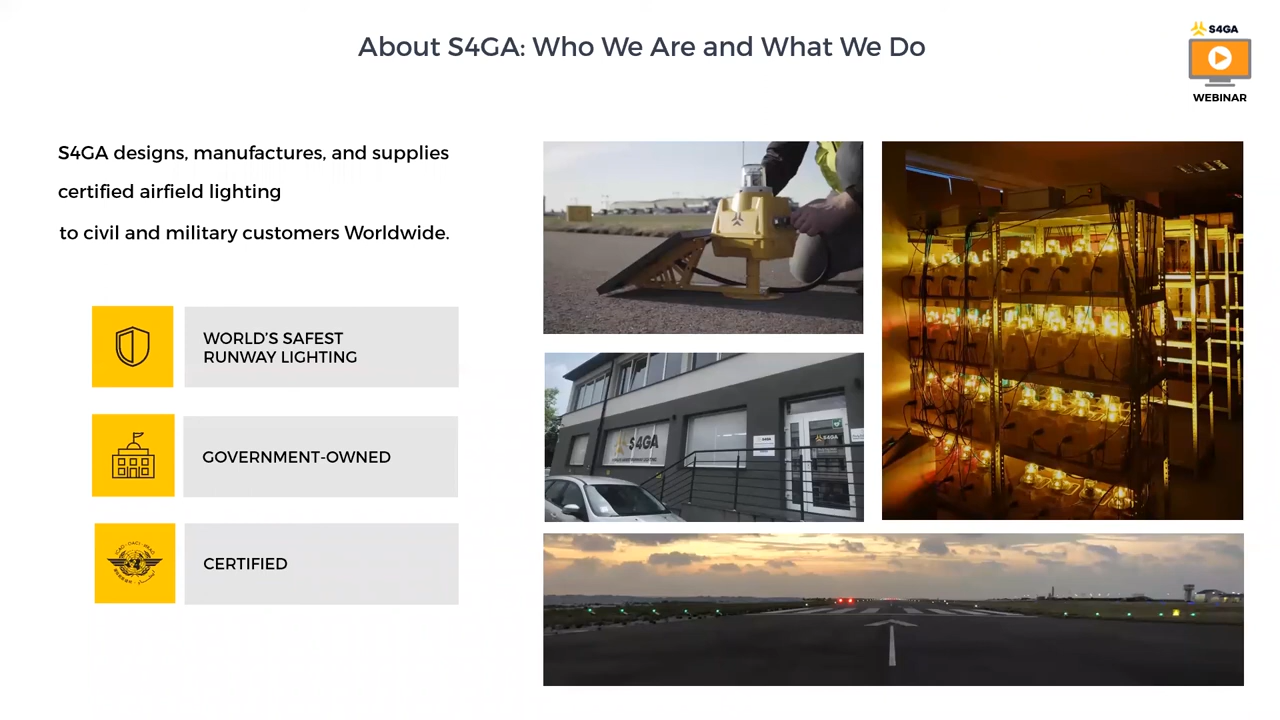 About S4GA: Who We Are and What We Do
S4GA
WEBINAR
S4GA designs, manufactures, and supplies
certified airfield lighting
to civil and military customers Worldwide.
WORLD'S SAFEST
RUNWAY LIGHTING
GOVERNMENT-OWNED
CERTIFIED
S4GA
S4GA